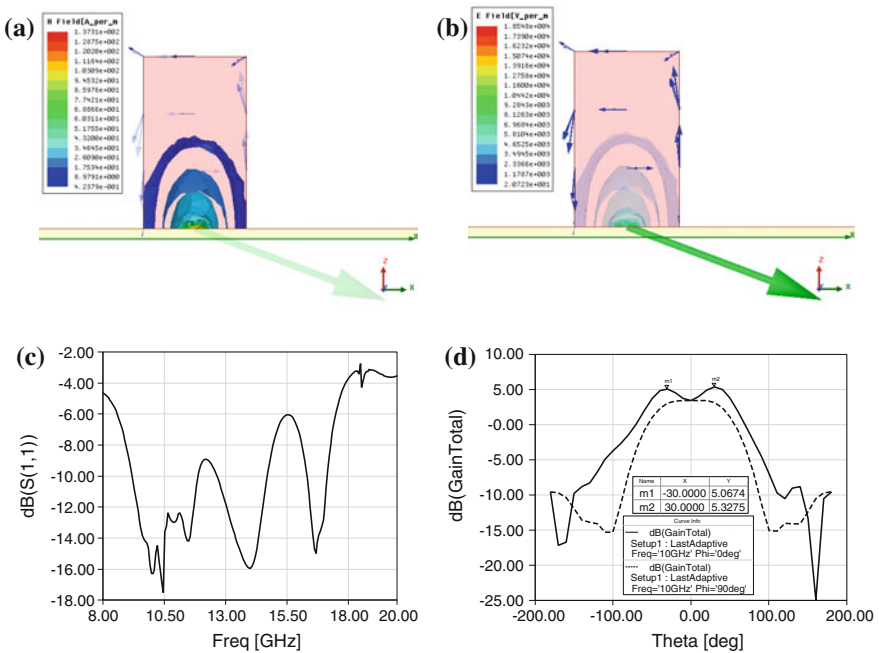 (a)
H Field[A_per_m
1.3731e+002
1.2875e+002
1.2020e+002
1.1164e+002
1.0309e+002
9.4532e+001
8.5976e+001
7.7421e+001
6.8866e+001
6.0311e+001
5.1755e+001
4.3200e+001
3.4645e+001
2.6090e+001
1.7534e+001
8.9791e+000
4.2379e-001
Z
X
X
(b)
E Field[V_per_m
1.8548e+004
1.7390e+004
1.6232e+004
1.5074e+004
1.3916e+004
1.2758e+004
1.1600e+004
1.0442e+004
9.2843e+003
8.1263e+003
6.9684e+003
5.8104e+003
4.6525e+003
3.4945e+003
2.3366e+003
1.1787e+003
2.0723e+001
Z
X
X
(c)
dB(S(1,1))
-2.00
-4.00
-6.00
-8.00
-10.00
-12.00
-14.00
-16.00
-18.00
8.00 10.50 13.00 15.50 18.00 20.00
Freq [GHz]
(d)
dB(GainTotal)
10.00
5.00
-0.00
-5.00
-10.00
-15.00
-20.00
-25.00
m1 m2
Name X Y
m1 -30.0000 5.0674
m2 30.0000 5.3275
Curve Info
dB(GainTotal)
Setup1 : LastAdaptive
Freq='10GHz' Phi='0deg'
dB(GainTotal)
Setup1 : LastAdaptive
Freq='10GHz' Phi='90deg'
-200.00 -100.00 0.00 100.00 200.00
Theta [deg]